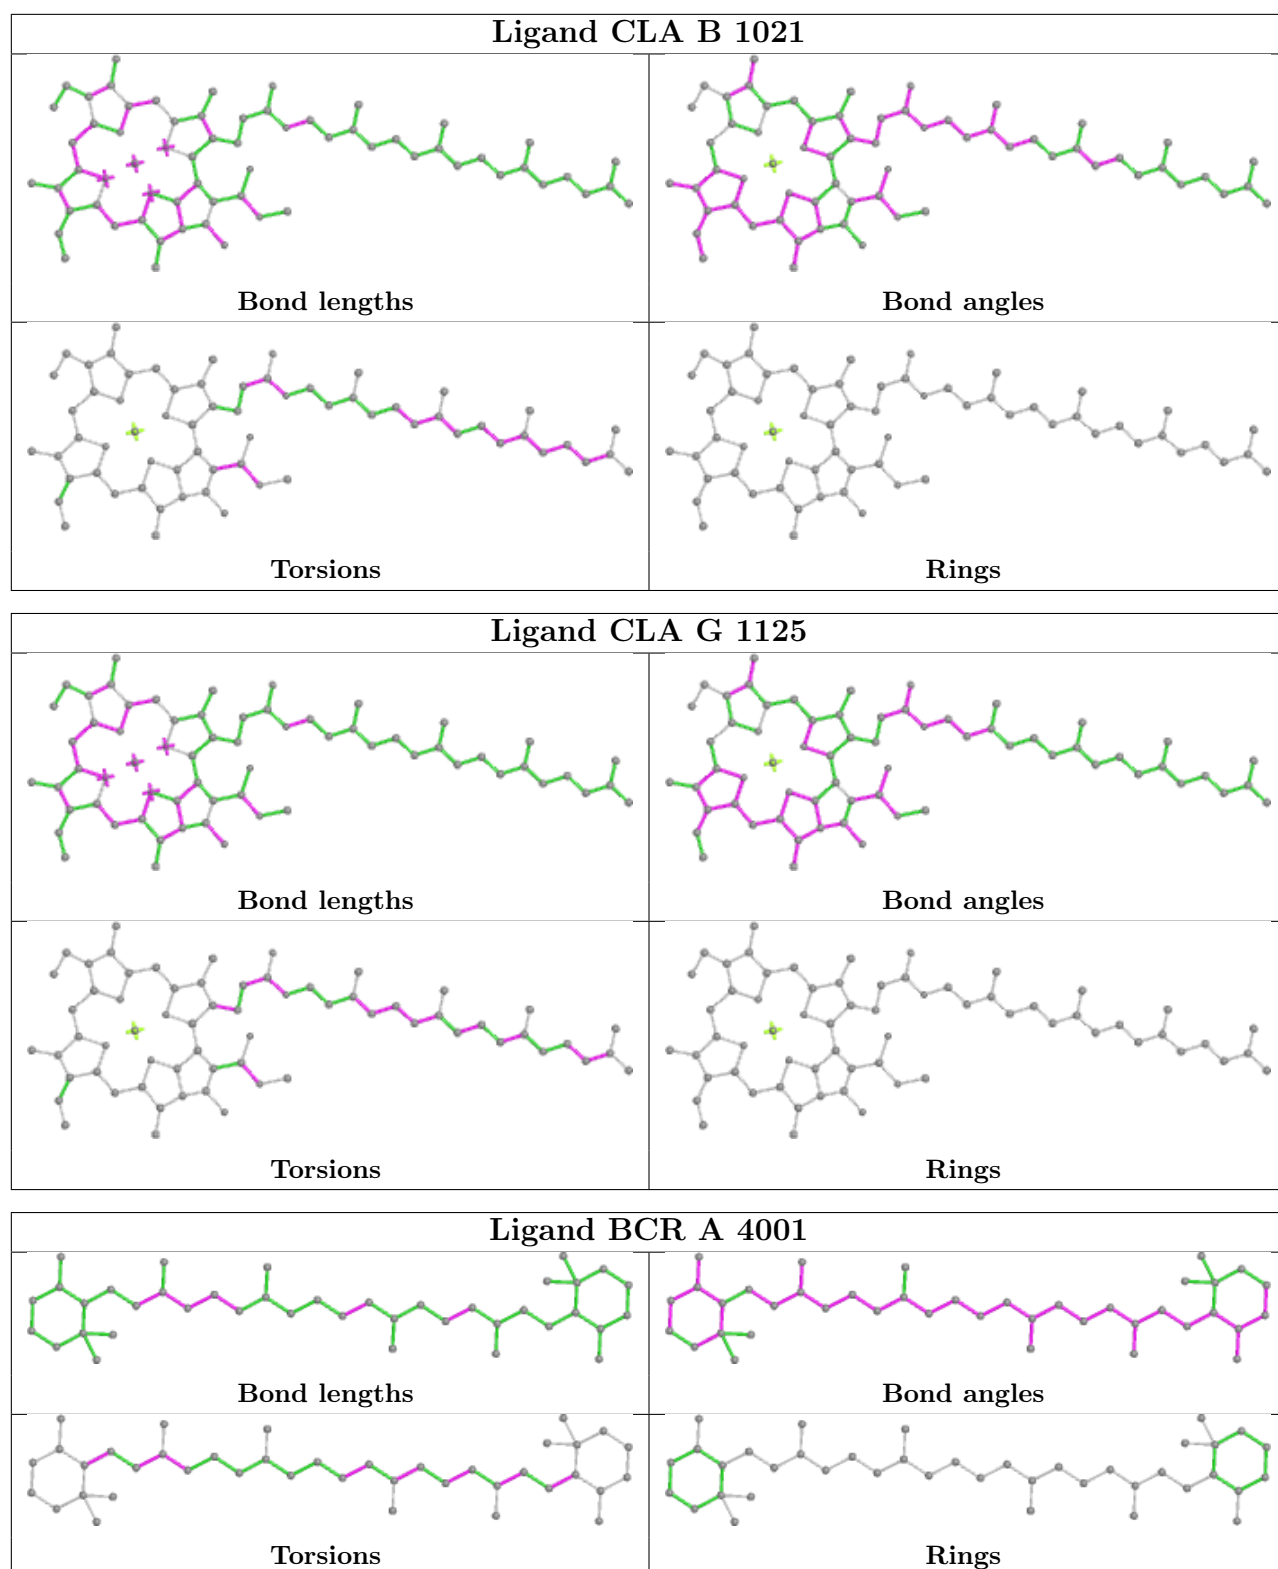 Ligand CLA B 1021
Bond lengths
Bond angles
Torsions
Rings
Ligand CLA G 1125
Bond lengths
Bond angles
Torsions
Rings
Ligand BCR A 4001
Bond lengths
Bond angles
Torsions
Rings